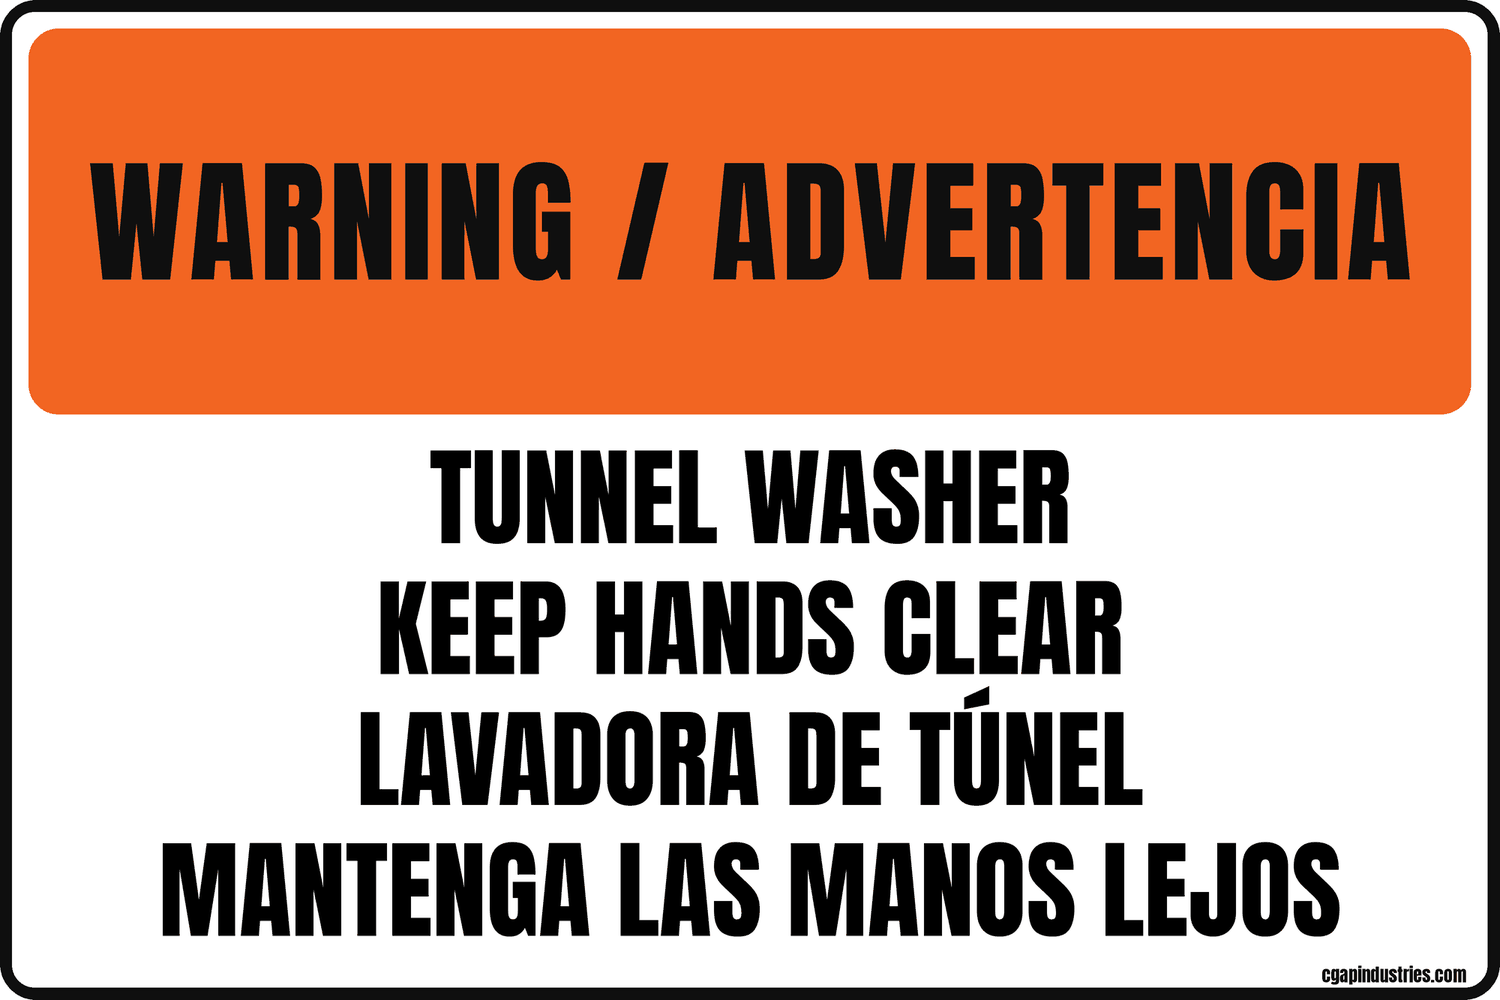 WARNING / ADVERTENCIA
TUNNEL WASHER
KEEP HANDS CLEAR
LAVADORA DE TÚNEL
MANTENGA LAS MANOS LEJOS
cgapindustries.com